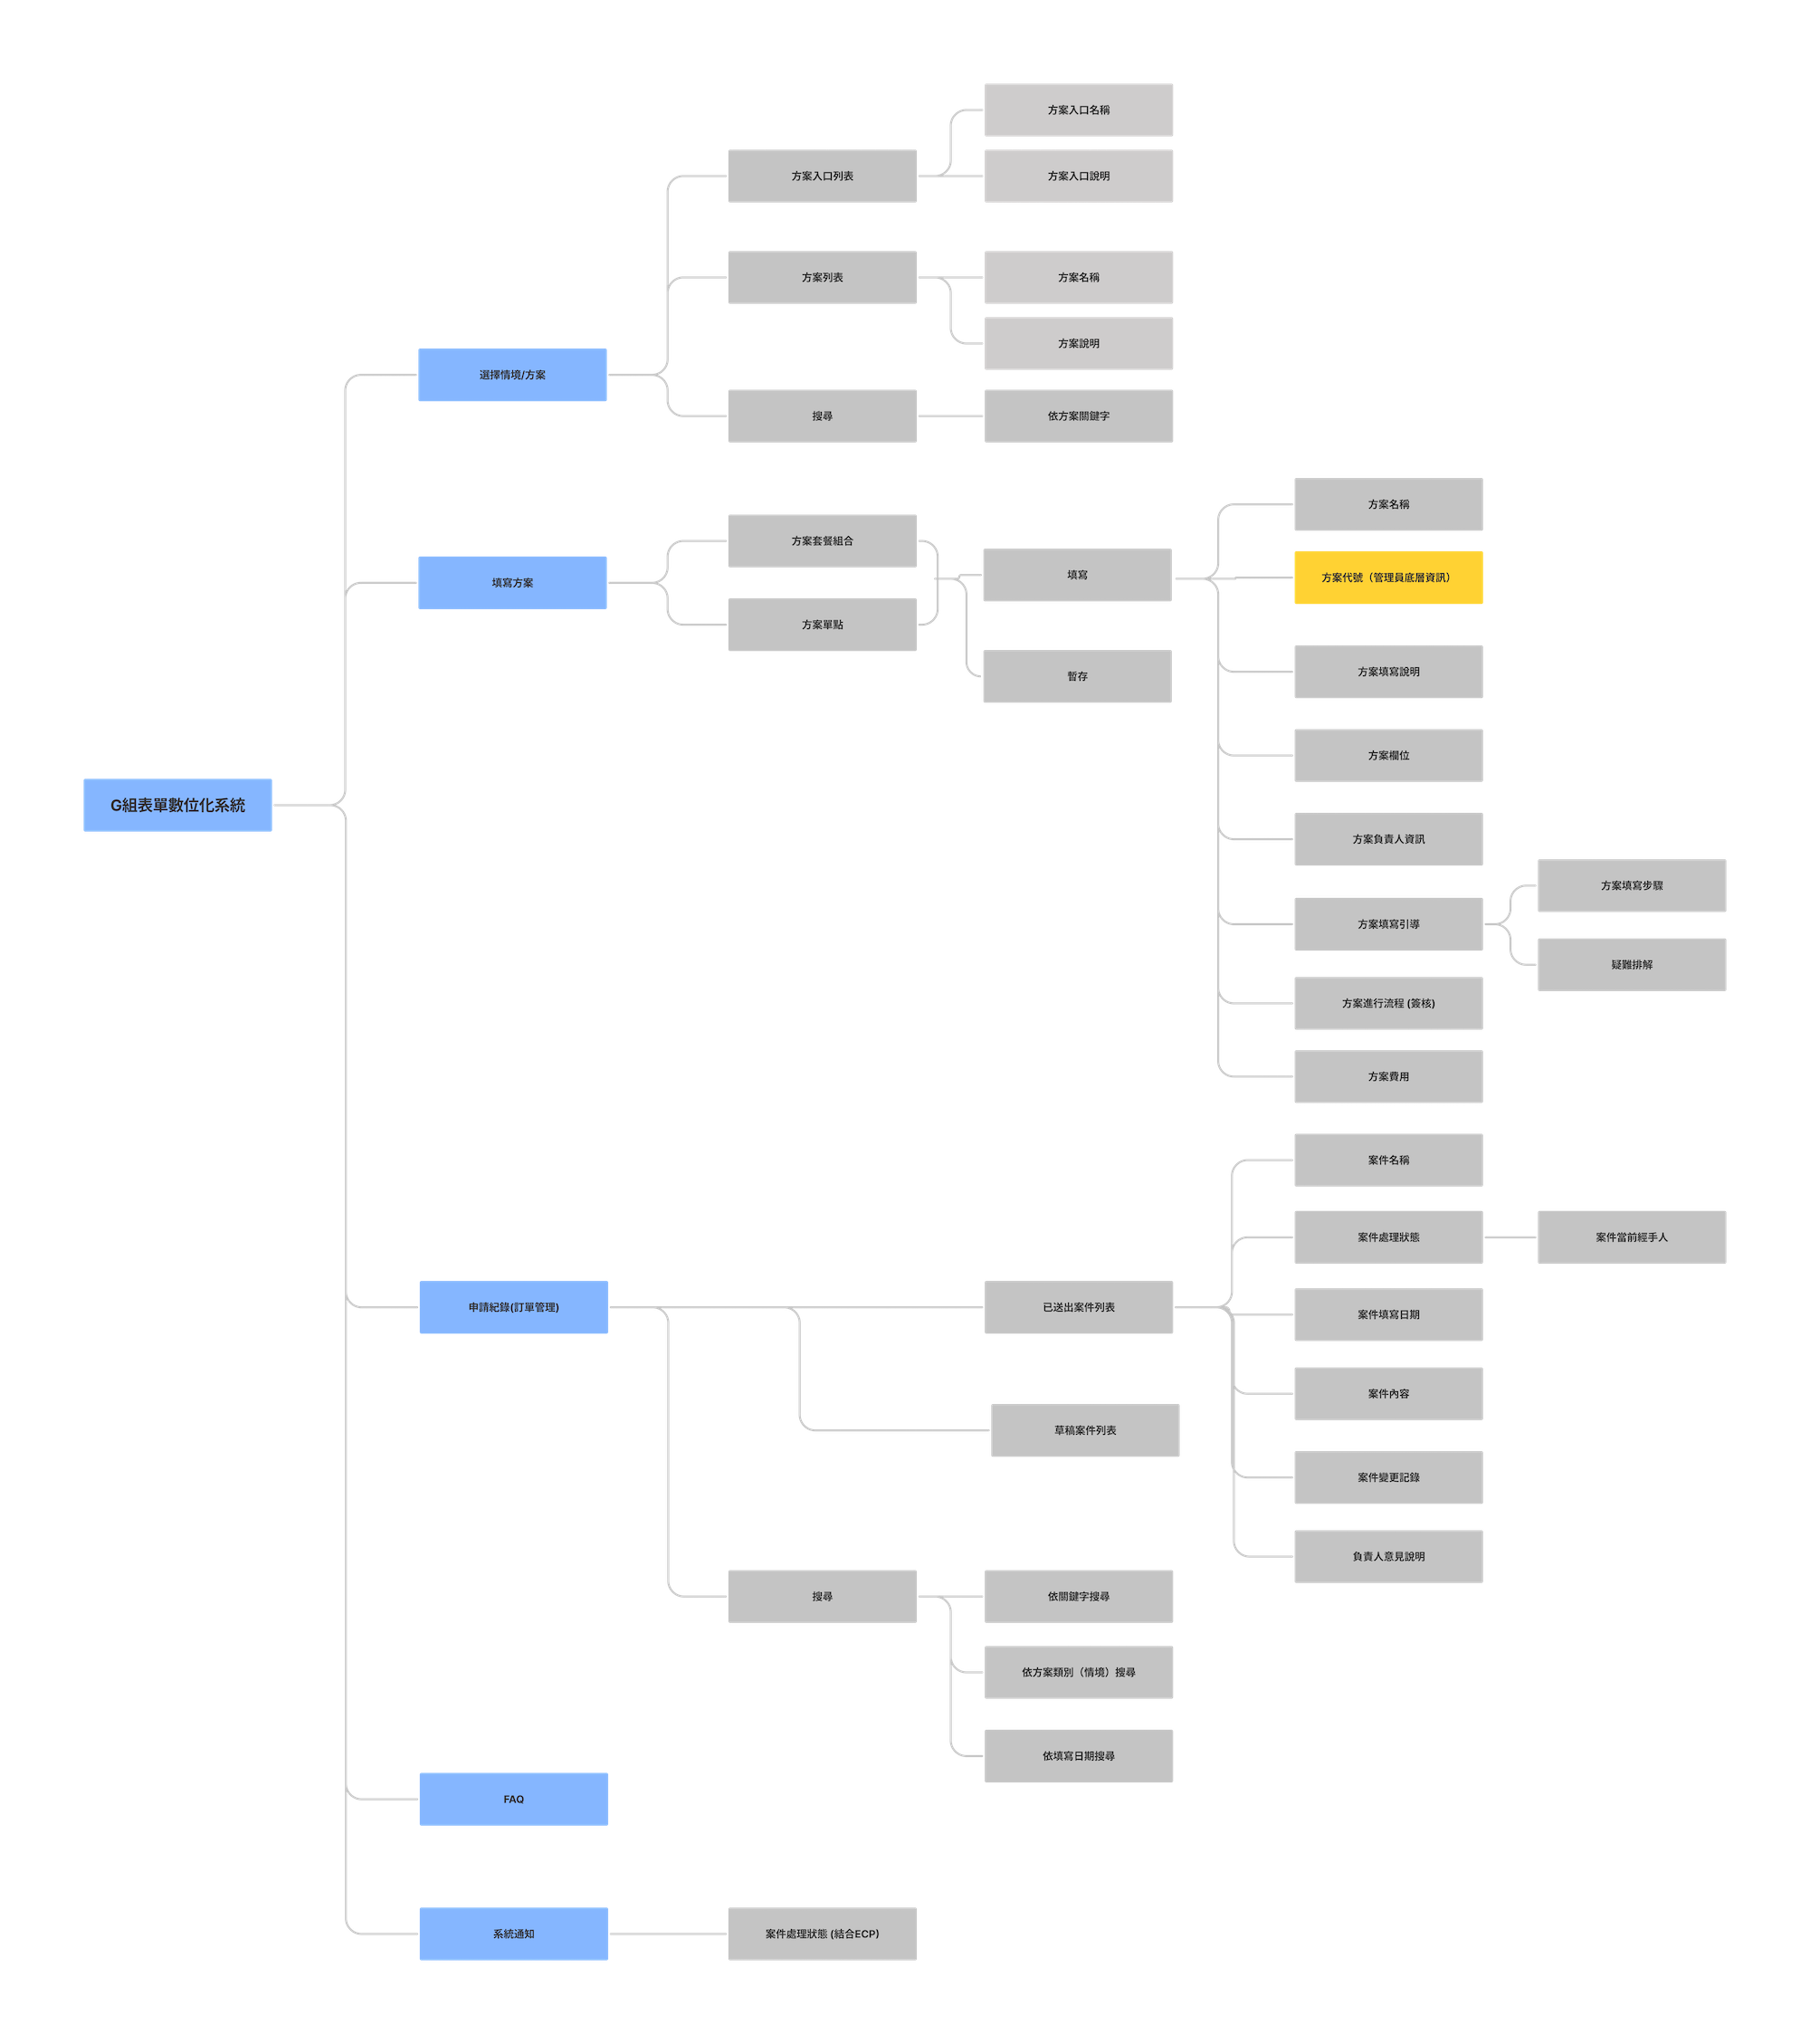 G組表單數位化系統
選擇情境/方案
方案入口列表
方案入口名稱
方案入口說明
方案列表
方案名稱
方案說明
搜尋
依方案關鍵字
填寫方案
方案套餐組合
方案單點
填寫
暫存
方案名稱
方案代號（管理員底層資訊）
方案填寫說明
方案欄位
方案負責人資訊
方案填寫引導
方案填寫步驟
疑難排解
方案進行流程 (簽核)
方案費用
申請紀錄(訂單管理)
已送出案件列表
案件名稱
案件處理狀態
案件當前經手人
案件填寫日期
案件內容
案件變更記錄
負責人意見說明
草稿案件列表
搜尋
依關鍵字搜尋
依方案類別（情境）搜尋
依填寫日期搜尋
FAQ
系統通知
案件處理狀態 (結合ECP)